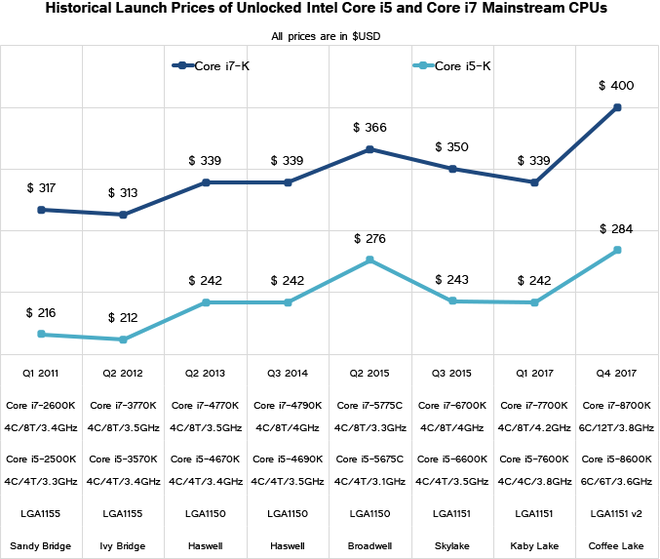 Historical Launch Prices of Unlocked Intel Core i5 and Core i7 Mainstream CPUs
All prices are in $USD
Core i7-K Core i5-K
$ 317 $ 313 $ 339 $ 339 $ 366 $ 350 $ 339 $ 400
$ 216 $ 212 $ 242 $ 242 $ 276 $ 243 $ 242 $ 284
Q1 2011 Q2 2012 Q2 2013 Q3 2014 Q2 2015 Q3 2015 Q1 2017 Q4 2017
Core i7-2600K Core i7-3770K Core i7-4770K Core i7-4790K Core i7-5775C Core i7-6700K Core i7-7700K Core i7-8700K
4C/8T/3.4GHz 4C/8T/3.5GHz 4C/8T/3.5GHz 4C/8T/4GHz 4C/8T/3.3GHz 4C/8T/4GHz 4C/8T/4.2GHz 6C/12T/3.8GHz
Core i5-2500K Core i5-3570K Core i5-4670K Core i5-4690K Core i5-5675C Core i5-6600K Core i5-7600K Core i5-8600K
4C/4T/3.3GHz 4C/4T/3.4GHz 4C/4T/3.4GHz 4C/4T/3.5GHz 4C/4T/3.1GHz 4C/4T/3.5GHz 4C/4C/3.8GHz 6C/6T/3.6GHz
LGA1155 LGA1155 LGA1150 LGA1150 LGA1150 LGA1151 LGA1151 LGA1151 v2
Sandy Bridge Ivy Bridge Haswell Haswell Broadwell Skylake Kaby Lake Coffee Lake